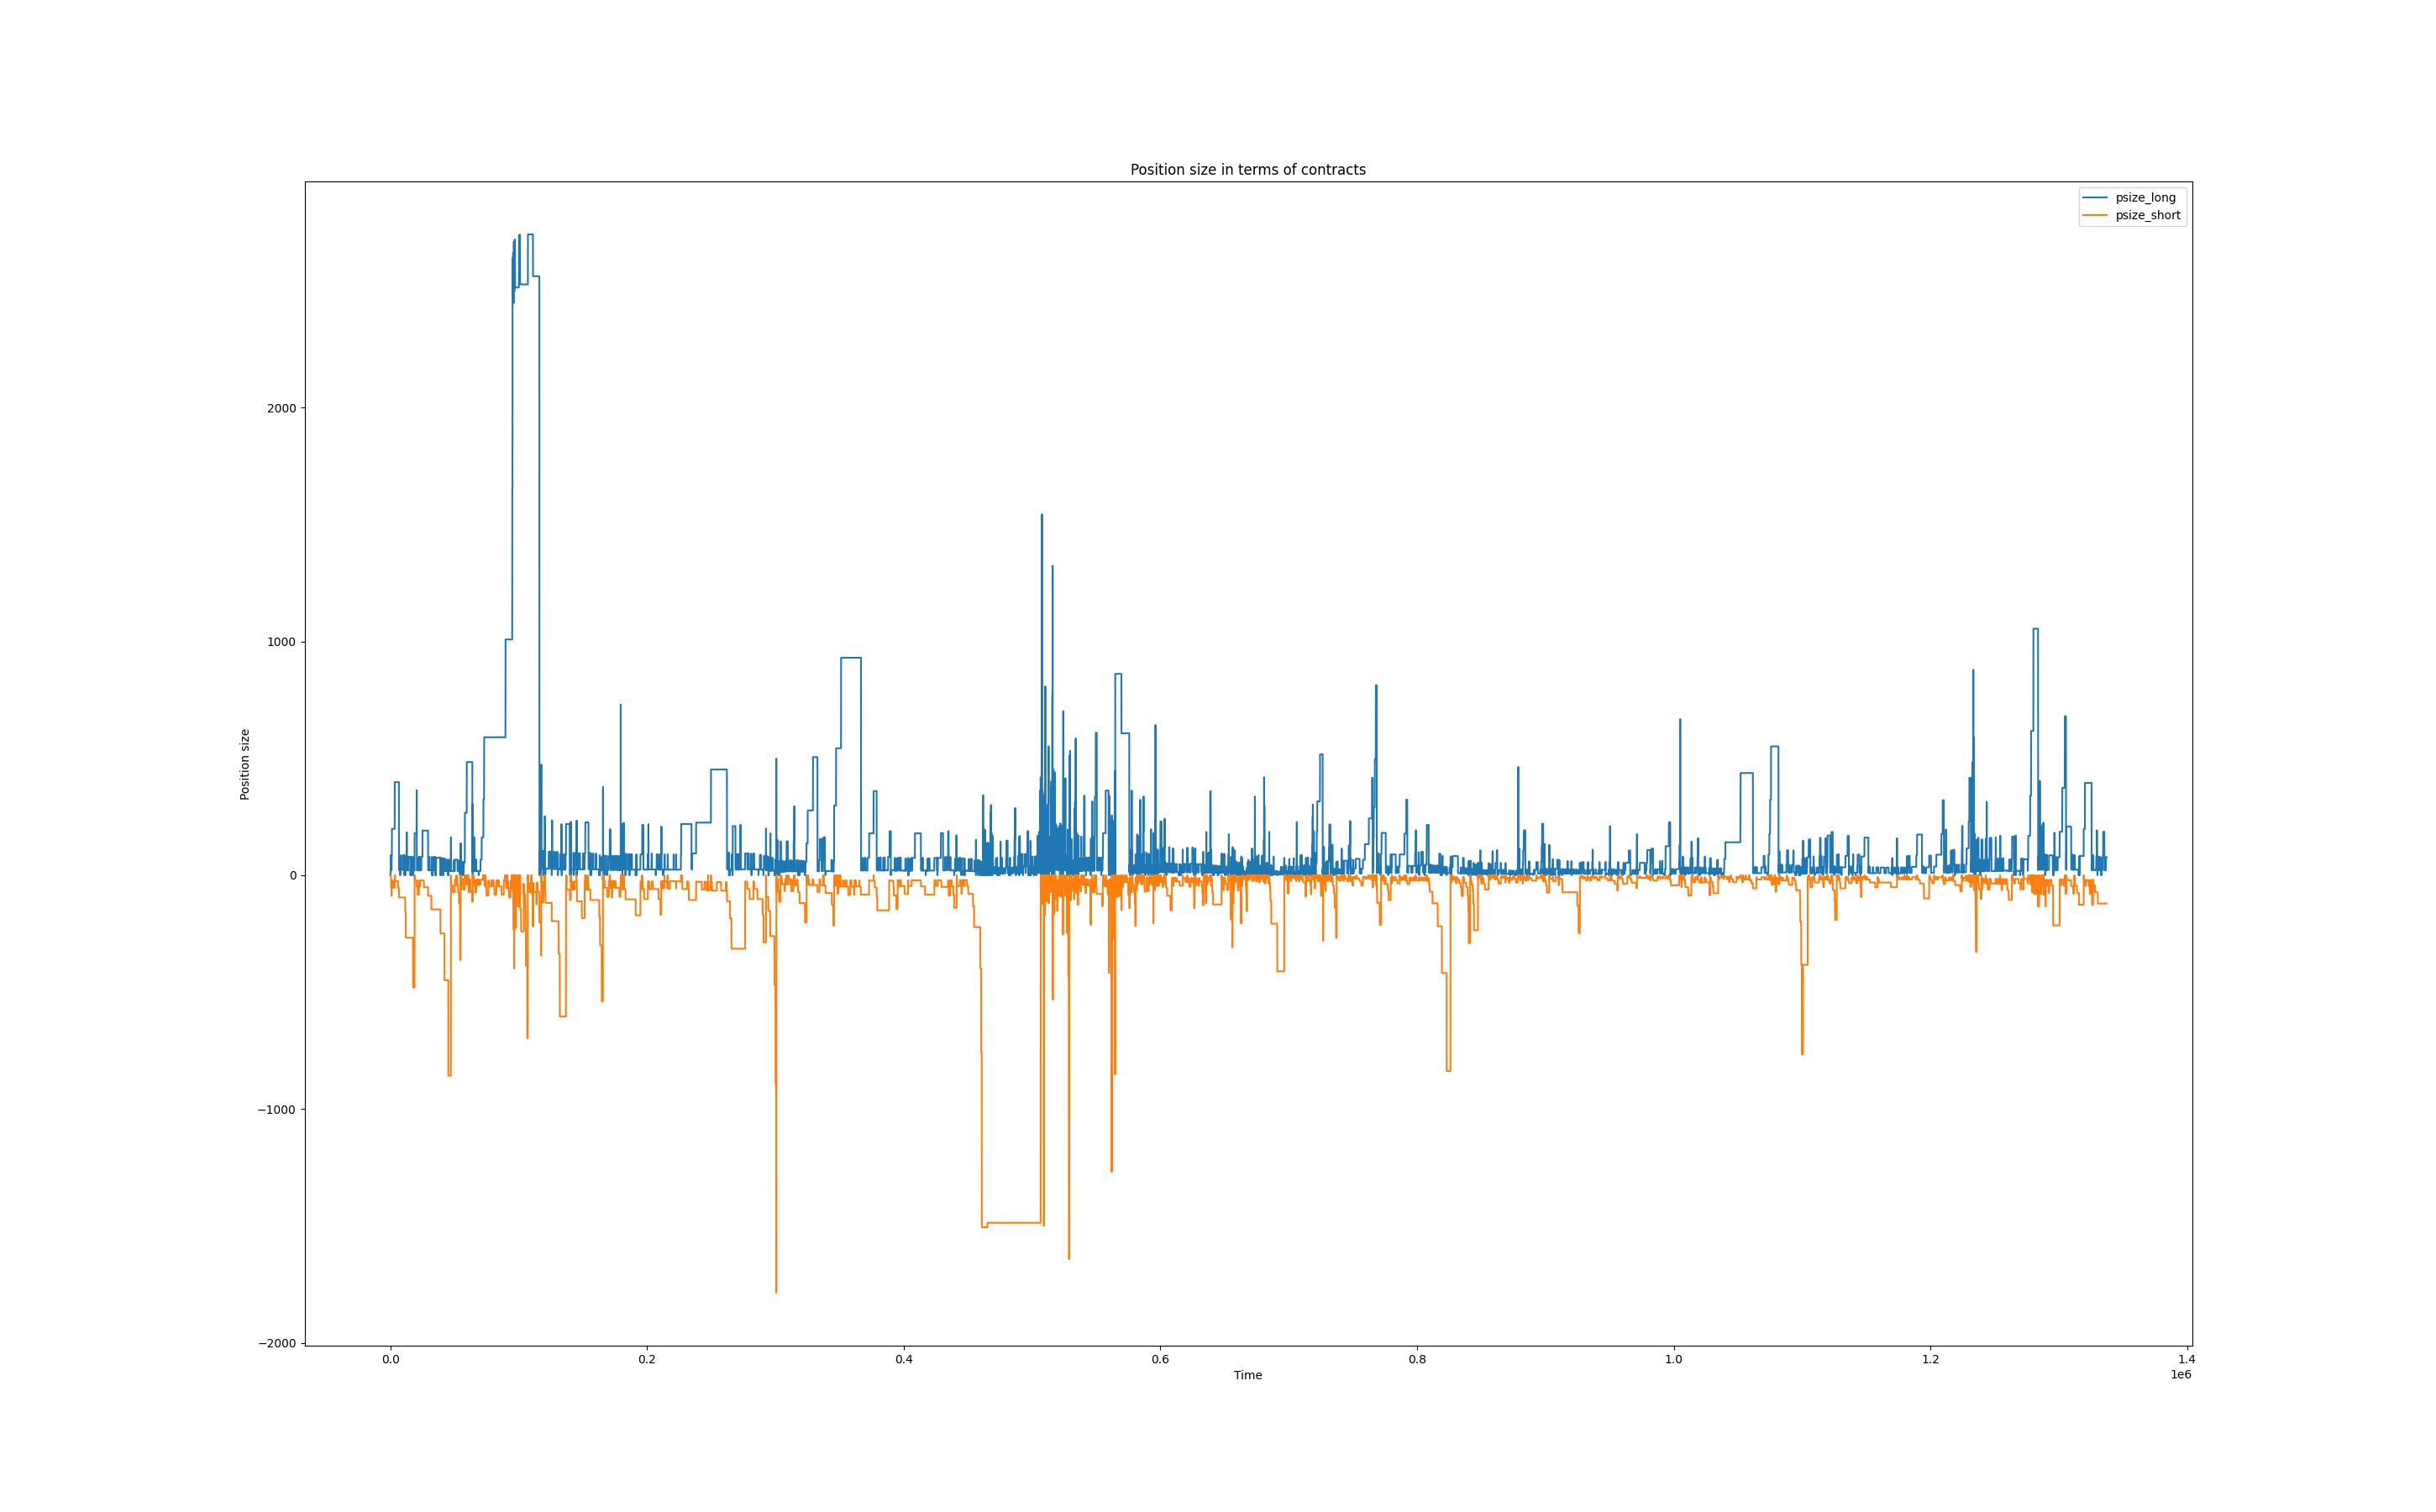 Position size in terms of contracts
psize_long
psize_short
2000
1000
0
−1000
−2000
Position size
0.0
0.2
0.4
0.6
0.8
1.0
1.2
1.4
1e6
Time